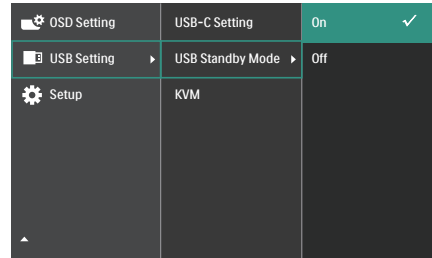 OSD Setting
USB-C Setting
On
USB Setting
USB Standby Mode
Off
Setup
KVM